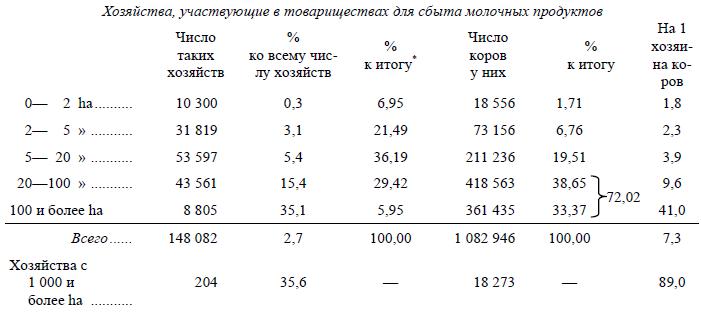 Хозяйства, участвующие в товариществах для сбыта молочных продуктов
Число таких хозяйств % ко всему чис- лу хозяйств % к итогу* Число коров у них % к итогу На 1 хозяи- на ко- ров
0— 2 ha.......... 10 300 0,3 6,95 18 556 1,71 1,8
2— 5 » ........... 31 819 3,1 21,49 73 156 6,76 2,3
5— 20 » ........... 53 597 5,4 36,19 211 236 19,51 3,9
20—100 » ........... 43 561 15,4 29,42 418 563 38,65 9,6
72,02
100 и более ha 8 805 35,1 5,95 361 435 33,37 41,0
Всего...... 148 082 2,7 100,00 1 082 946 100,00 7,3
Хозяйства с
1 000 и 204 35,6 — 18 273 — 89,0
более ha ...........